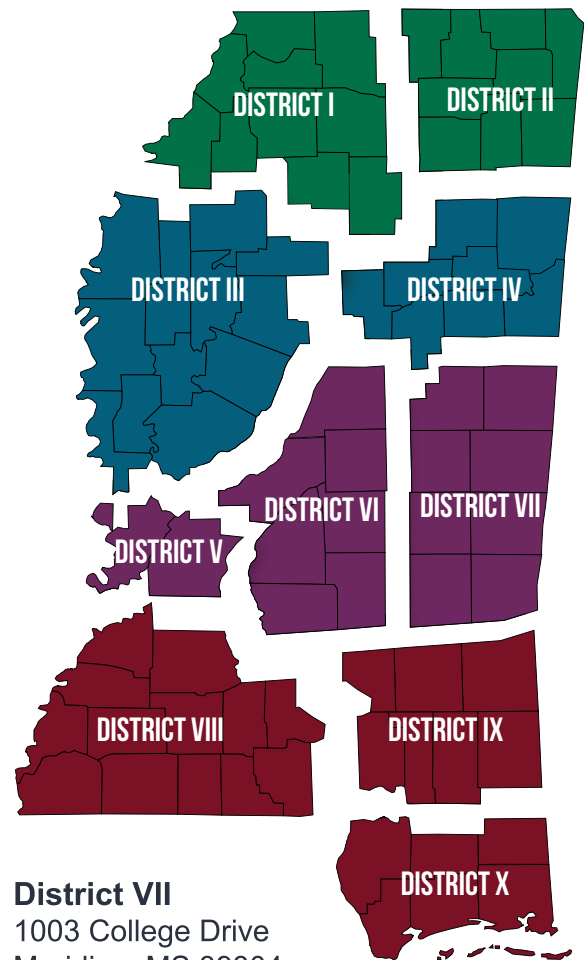 DISTRICT I
DISTRICT II
DISTRICT III
DISTRICT IV
DISTRICT VI
DISTRICT VII
DISTRICT V
DISTRICT VIII
DISTRICT IX
DISTRICT X
District VII
1003 College Drive